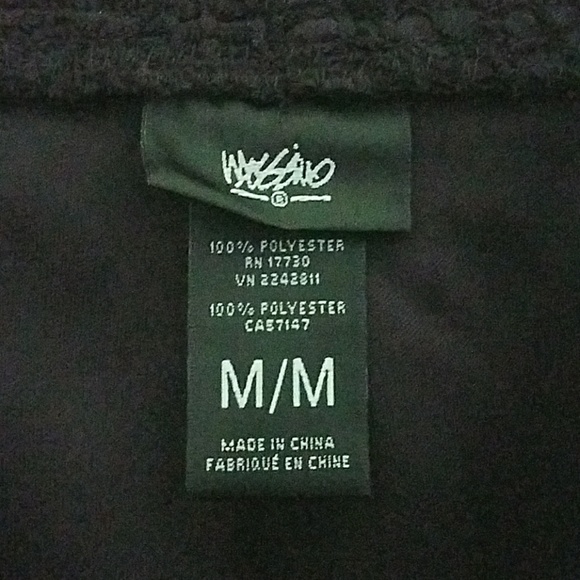 Mossimo
®
100% POLYESTER
RN 17730
VN 2242811
100% POLYESTER
CA57147
M/M
MADE IN CHINA
FABRIQUÉ EN CHINE